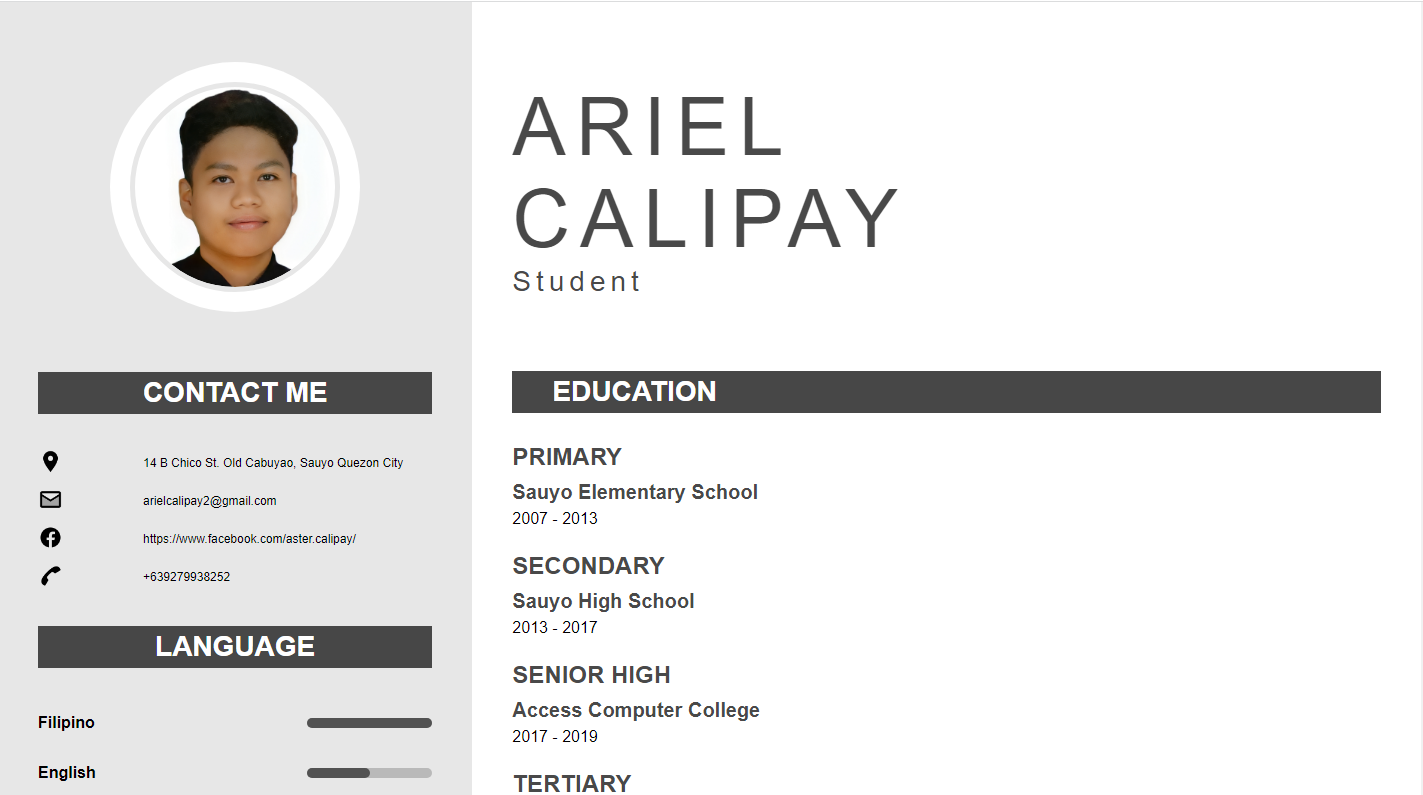 ARIEL
CALIPAY
Student
CONTACT ME
14 B Chico St. Old Cabuyao, Sauyo Quezon City
arielcalipay2@gmail.com
https://www.facebook.com/aster.calipay/
+639279938252
LANGUAGE
Filipino
English
EDUCATION
PRIMARY
Sauyo Elementary School
2007 - 2013
SECONDARY
Sauyo High School
2013 - 2017
SENIOR HIGH
Access Computer College
2017 - 2019
TERTIARY